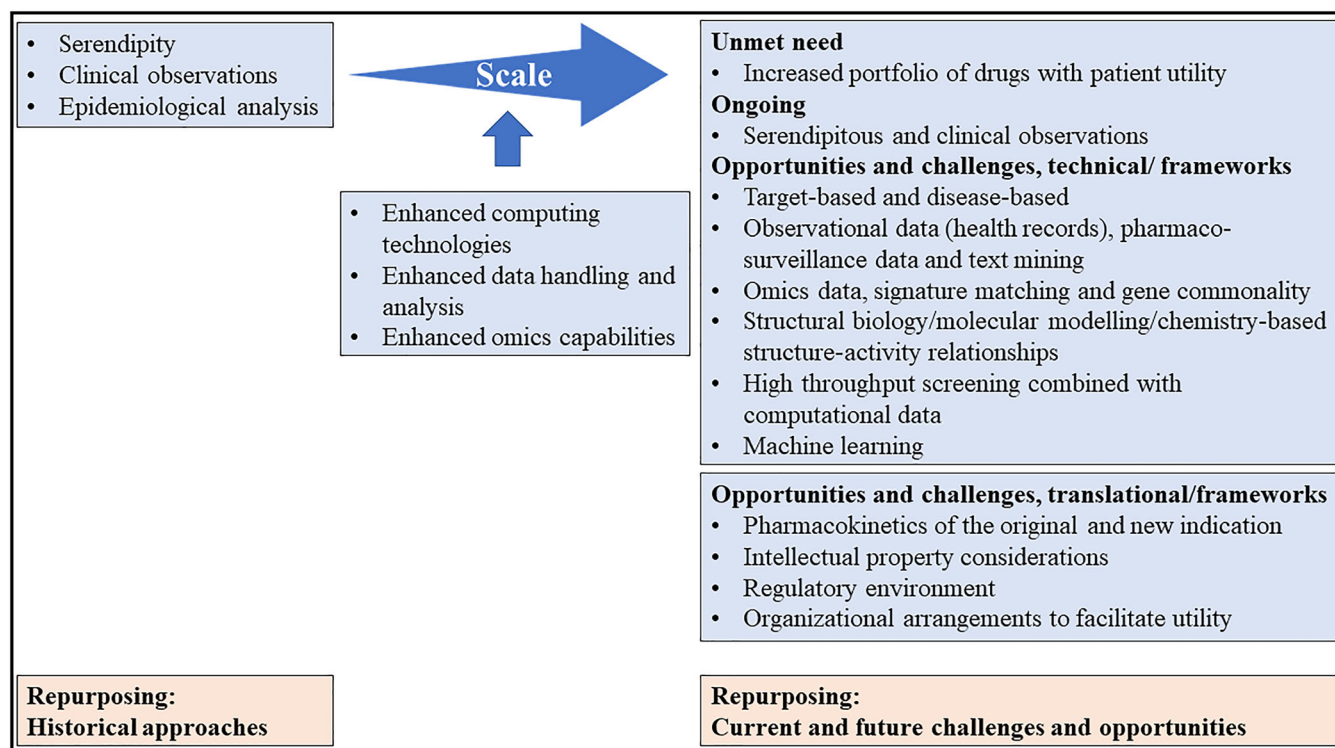 • Serendipity
• Clinical observations
• Epidemiological analysis
Scale
• Enhanced computing
technologies
• Enhanced data handling and
analysis
• Enhanced omics capabilities
Unmet need
• Increased portfolio of drugs with patient utility
Ongoing
• Serendipitous and clinical observations
Opportunities and challenges, technical/ frameworks
• Target-based and disease-based
• Observational data (health records), pharmaco-
surveillance data and text mining
• Omics data, signature matching and gene commonality
• Structural biology/molecular modelling/chemistry-based
structure-activity relationships
• High throughput screening combined with
computational data
• Machine learning
Opportunities and challenges, translational/frameworks
• Pharmacokinetics of the original and new indication
• Intellectual property considerations
• Regulatory environment
• Organizational arrangements to facilitate utility
Repurposing:
Historical approaches
Repurposing:
Current and future challenges and opportunities